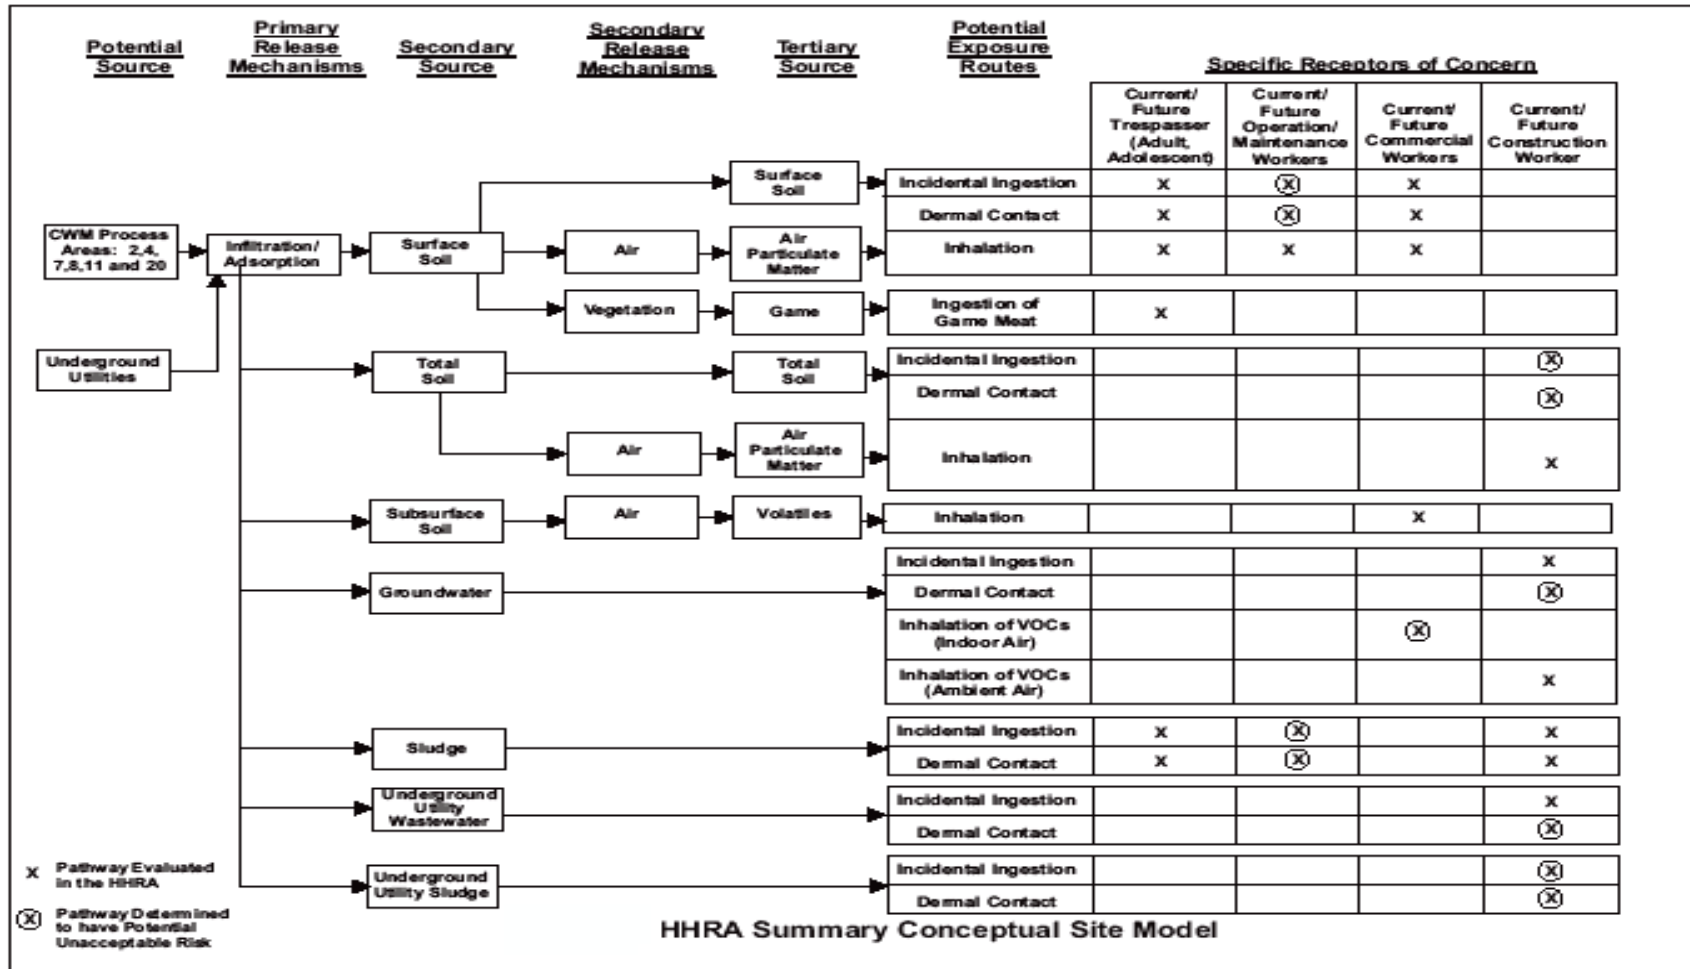 Potential
Source
Primary
Release
Mechanisms
Secondary
Source
Secondary
Release
Mechanisms
Tertiary
Source
Potential
Exposure
Routes
Specific Receptors of Concern
Current/
Future
Trespasser
(Adult,
Adolescent)
Current/
Future
Operation/
Maintenance
Workers
Current/
Future
Commercial
Workers
Current/
Future
Construction
Worker
CWM Process
Areas: 2,4,
7,8,11 and 20
Underground
Utilities
Infiltration/
Adsorption
Surface
Soil
Surface
Soil
Incidental Ingestion X Ⓧ X
Dermal Contact X Ⓧ X
Air
Air
Particulate
Matter
Inhalation X X X
Vegetation
Game
Ingestion of
Game Meat X
Total
Soil
Total
Soil
Incidental Ingestion Ⓧ
Dermal Contact Ⓧ
Air
Air
Particulate
Matter
Inhalation X
Subsurface
Soil
Air
Volatiles
Inhalation X
Groundwater
Incidental Ingestion X
Dermal Contact Ⓧ
Inhalation of VOCs
(Indoor Air) Ⓧ
Inhalation of VOCs
(Ambient Air) X
Sludge
Incidental Ingestion X Ⓧ X
Dermal Contact X Ⓧ X
Underground
Utility
Wastewater
Incidental Ingestion X
Dermal Contact Ⓧ
Underground
Utility Sludge
Incidental Ingestion Ⓧ
Dermal Contact Ⓧ
X Pathway Evaluated
in the HHRA
Ⓧ Pathway Determined
to have Potential
Unacceptable Risk
HHRA Summary Conceptual Site Model